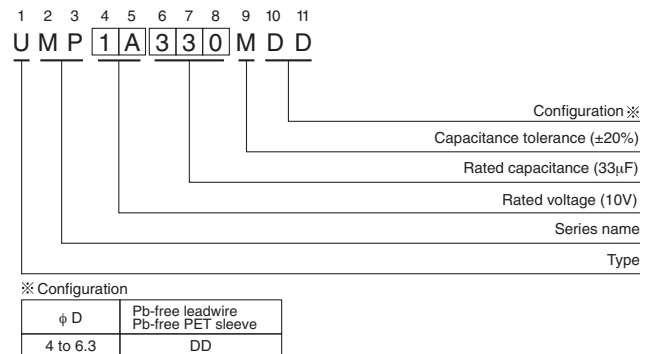 1 2 3 4 5 6 7 8 9 10 11
U M P 1 A 3 3 0 M D D
Configuration※
Capacitance tolerance (±20%)
Rated capacitance (33μF)
Rated voltage (10V)
Series name
Type
※ Configuration
ϕ D Pb-free leadwire
Pb-free PET sleeve
4 to 6.3 DD